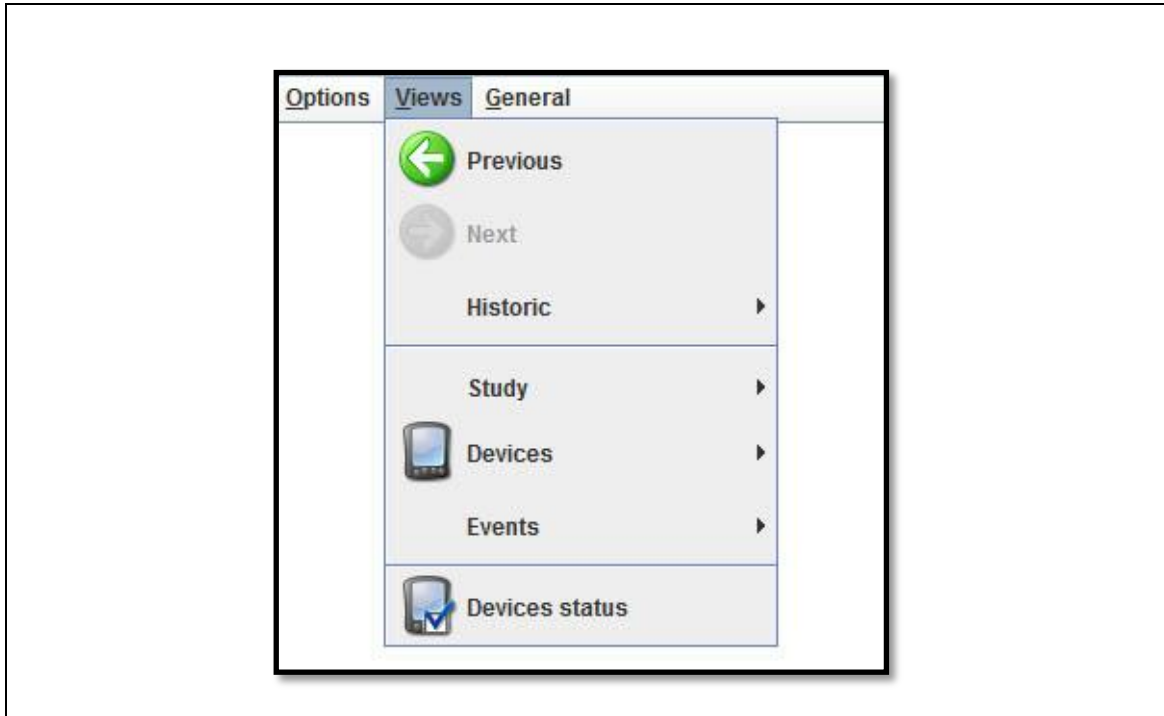 Options Views General
Previous
Next
Historic
Study
Devices
Events
Devices status